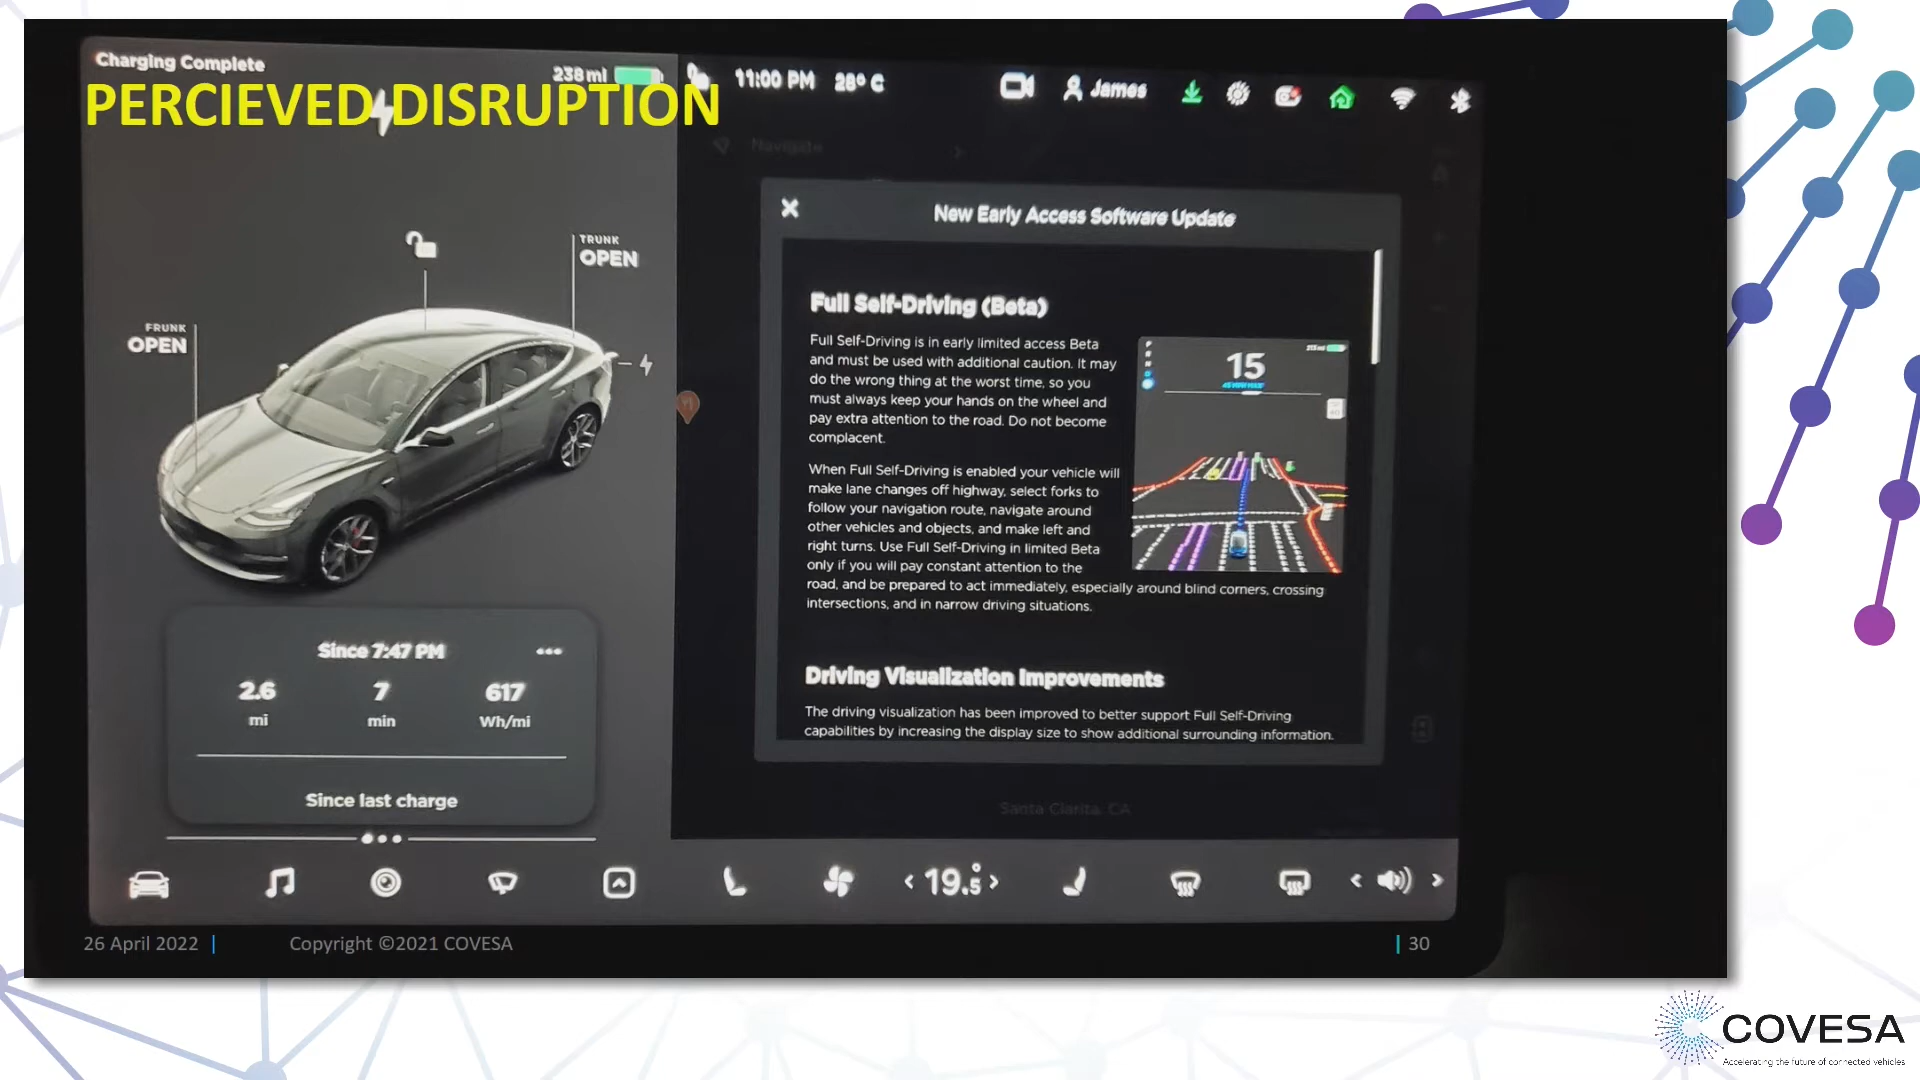 Charging Complete
238 mi
PERCIEVED DISRUPTION
11:00 PM 28° C
James
Navigate
TRUNK
OPEN
FRUNK
OPEN
New Early Access Software Update
Full Self-Driving (Beta)
Full Self-Driving is in early limited access Beta
and must be used with additional caution. It may
do the wrong thing at the worst time, so you
must always keep your hands on the wheel and
pay extra attention to the road. Do not become
complacent.
When Full Self-Driving is enabled your vehicle will
make lane changes off highway, select forks to
follow your navigation route, navigate around
other vehicles and objects, and make left and
right turns. Use Full Self-Driving in limited Beta
only if you will pay constant attention to the
road, and be prepared to act immediately, especially around blind corners, crossing
intersections, and in narrow driving situations.
15
Driving Visualization Improvements
The driving visualization has been improved to better support Full Self-Driving
capabilities by increasing the display size to show additional surrounding information.
Since 7:47 PM
2.6 7 617
mi min Wh/mi
Since last charge
Santa Clarita, CA
19.5°
26 April 2022 | Copyright ©2021 COVESA | 30
COVESA
Accelerating the future of connected vehicles